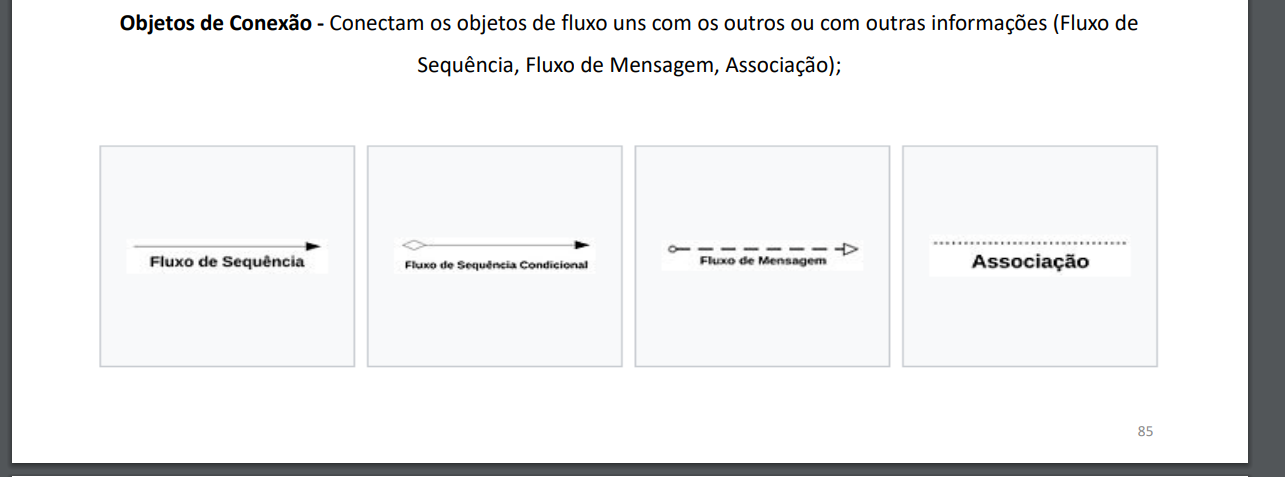 Objetos de Conexão - Conectam os objetos de fluxo uns com os outros ou com outras informações (Fluxo de
Sequência, Fluxo de Mensagem, Associação);
Fluxo de Sequência
Fluxo de Sequência Condicional
Fluxo de Mensagem
Associação
85